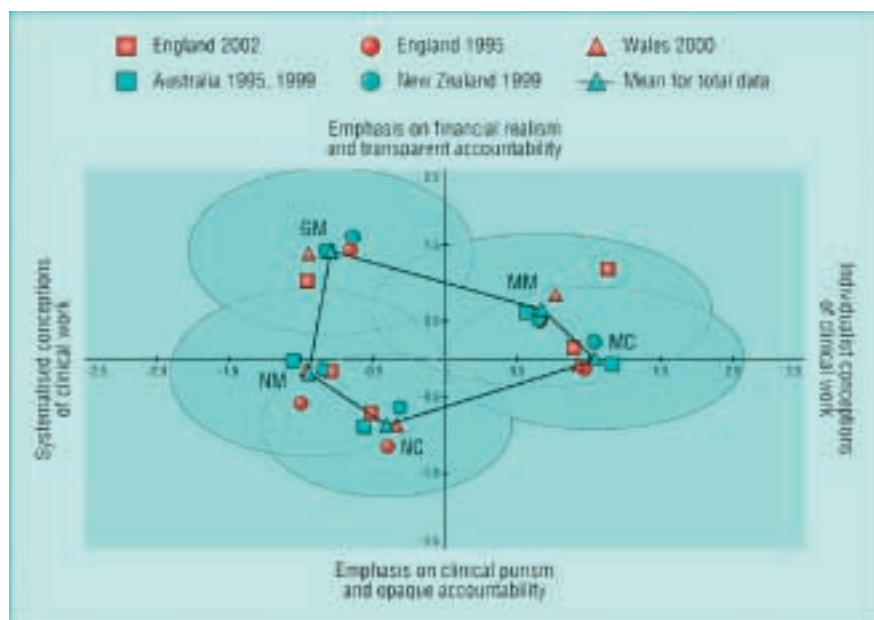 England 2002
England 1995
Wales 2000
Australia 1995, 1999
New Zealand 1999
Mean for total data
Emphasis on financial realism
and transparent accountability
GM
MM
MC
NM
NC
Systematised conceptions
of clinical work
Individualist conceptions
of clinical work
Emphasis on clinical purism
and opaque accountability